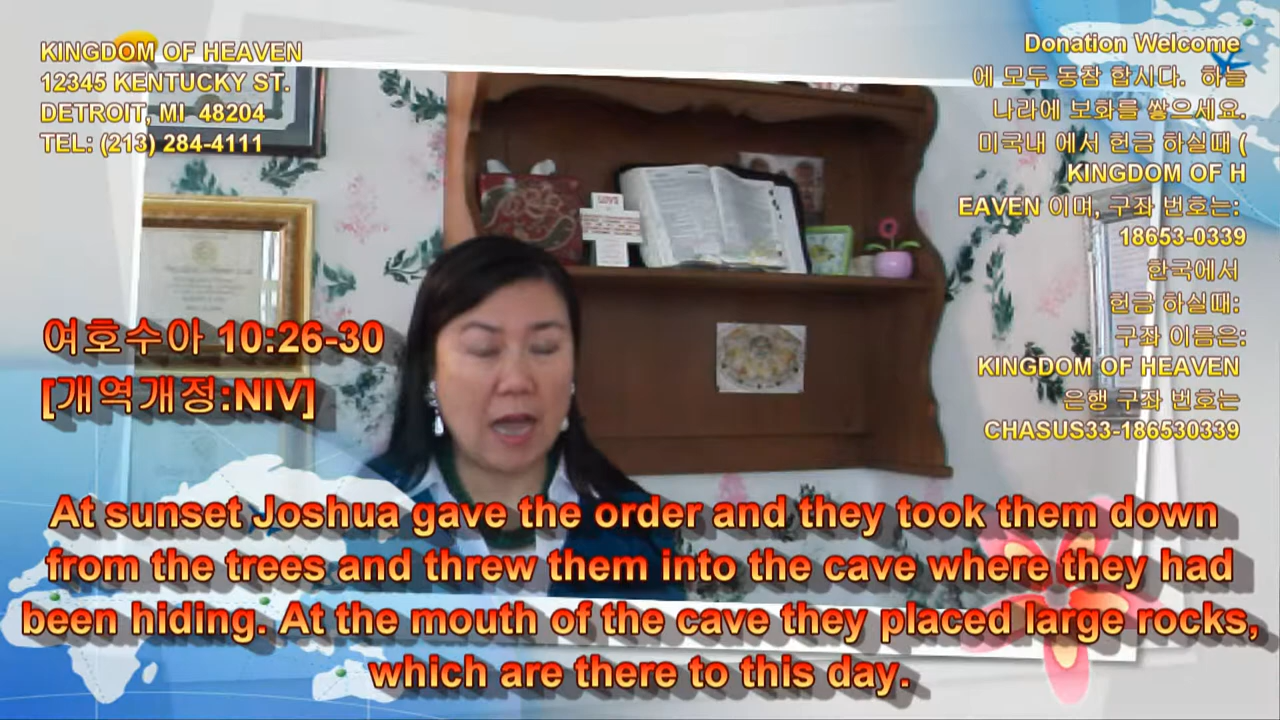 KINGDOM OF HEAVEN
12345 KENTUCKY ST.
DETROIT, MI 48204
TEL: (213) 284-4111
Donation Welcome
에 모두 동참 합시다. 하늘
나라에 보화를 쌓으세요.
미국내 에서 헌금 하실때 (
KINGDOM OF H
EAVEN 이며, 구좌 번호는:
18653-0339
한국에서
헌금 하실때:
구좌 이름은:
KINGDOM OF HEAVEN
은행 구좌 번호는
CHASUS33-186530339
LOVE
여호수아 10:26-30
[개역개정:NIV]
At sunset Joshua gave the order and they took them down
from the trees and threw them into the cave where they had
been hiding. At the mouth of the cave they placed large rocks,
which are there to this day.